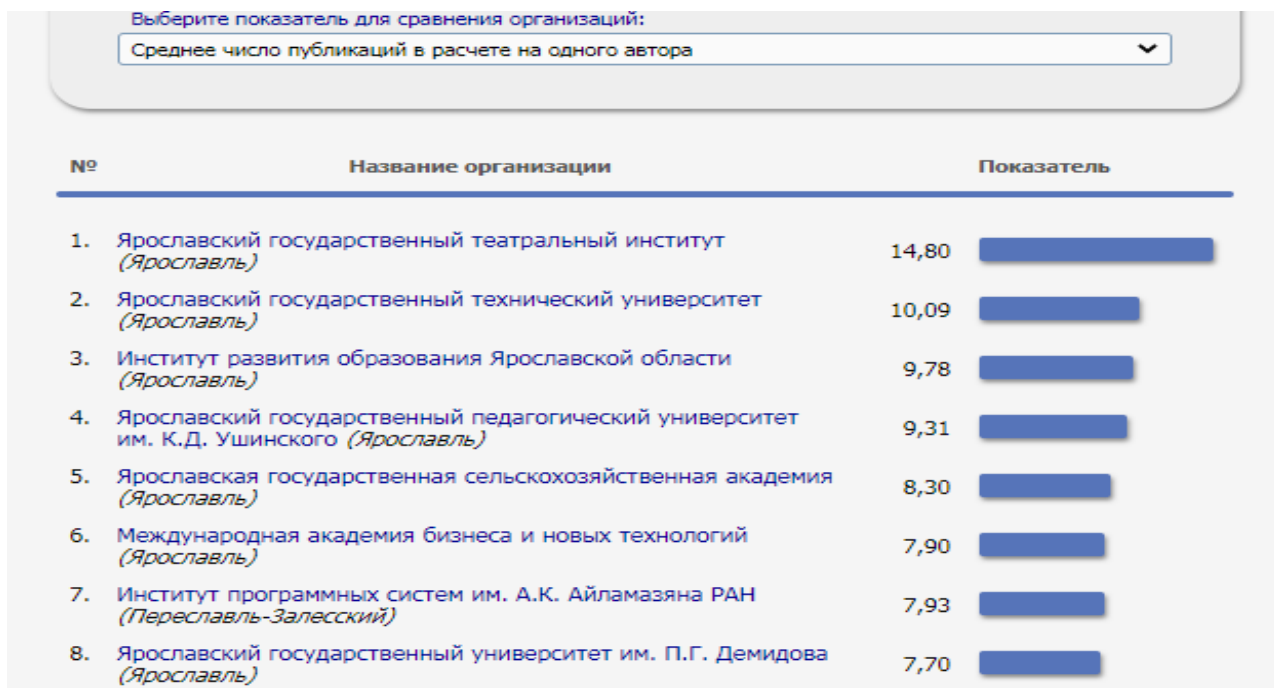 Выберите показатель для сравнения организаций:
Среднее число публикаций в расчете на одного автора
№ Название организации Показатель
1. Ярославский государственный театральный институт
(Ярославль) 14,80
2. Ярославский государственный технический университет
(Ярославль) 10,09
3. Институт развития образования Ярославской области
(Ярославль) 9,78
4. Ярославский государственный педагогический университет
им. К.Д. Ушинского (Ярославль) 9,31
5. Ярославская государственная сельскохозяйственная академия
(Ярославль) 8,30
6. Международная академия бизнеса и новых технологий
(Ярославль) 7,90
7. Институт программных систем им. А.К. Айламазяна РАН
(Переславль-Залесский) 7,93
8. Ярославский государственный университет им. П.Г. Демидова
(Ярославль) 7,70